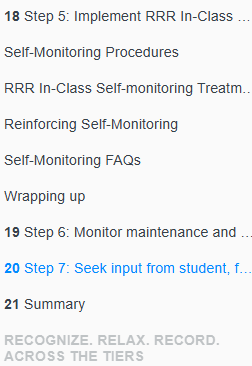 18 Step 5: Implement RRR In-Class ...
Self-Monitoring Procedures
RRR In-Class Self-monitoring Treatm...
Reinforcing Self-Monitoring
Self-Monitoring FAQs
Wrapping up
19 Step 6: Monitor maintenance and ...
20 Step 7: Seek input from student, f...
21 Summary
RECOGNIZE. RELAX. RECORD.
ACROSS THE TIERS